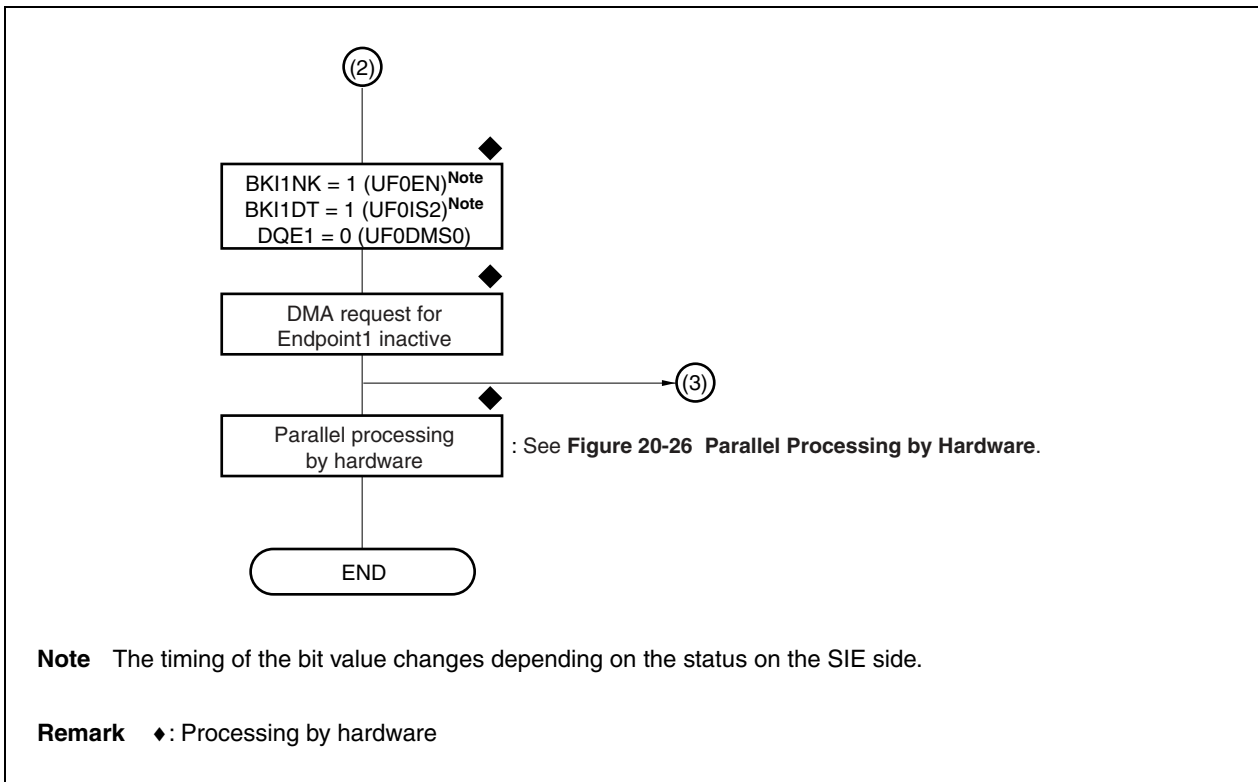 (2)
BKI1NK = 1 (UF0EN)Note
BKI1DT = 1 (UF0IS2)Note
DQE1 = 0 (UF0DMS0)
DMA request for
Endpoint1 inactive
(3)
Parallel processing
by hardware
: See Figure 20-26 Parallel Processing by Hardware.
END
Note The timing of the bit value changes depending on the status on the SIE side.
Remark ♦: Processing by hardware